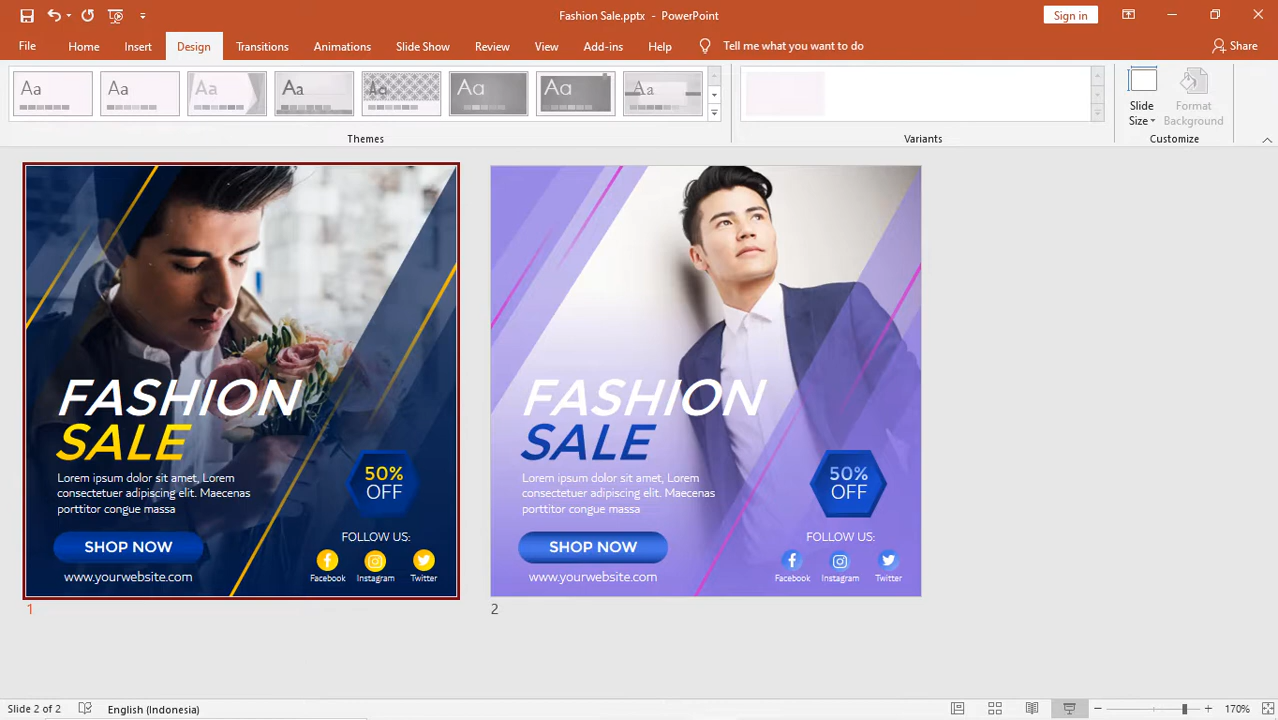 Fashion Sale.pptx - PowerPoint
Sign in
File
Home
Insert
Design
Transitions
Animations
Slide Show
Review
View
Add-ins
Help
Tell me what you want to do
Share
Aa
Aa
Aa
Aa
Aa
Aa
Aa
Aa
Slide
Size
Format
Background
Themes
Variants
Customize
FASHION
SALE
Lorem ipsum dolor sit amet, Lorem
consectetuer adipiscing elit. Maecenas
porttitor congue massa
50%
OFF
SHOP NOW
www.yourwebsite.com
FOLLOW US:
Facebook
Instagram
Twitter
1
FASHION
SALE
Lorem ipsum dolor sit amet, Lorem
consectetuer adipiscing elit. Maecenas
porttitor congue massa
50%
OFF
SHOP NOW
www.yourwebsite.com
FOLLOW US:
Facebook
Instagram
Twitter
2
Slide 2 of 2
English (Indonesia)
170%